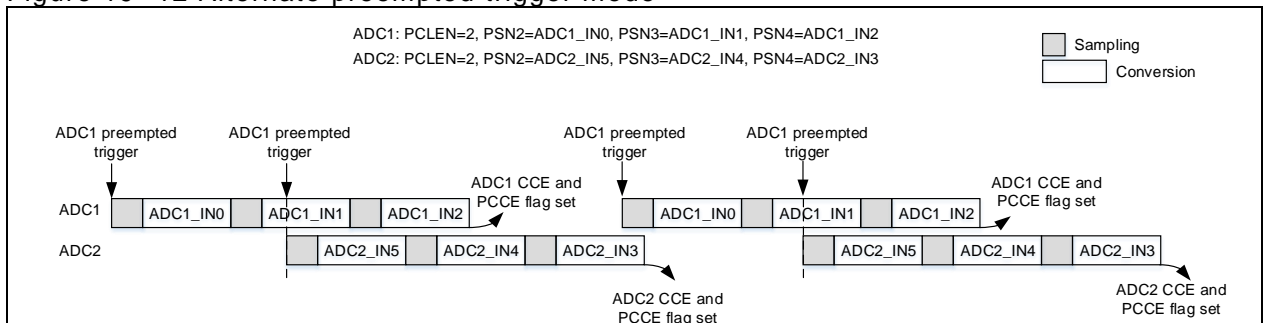 Figure 18- 12 Alternate preempted trigger mode
ADC1: PCLEN=2, PSN2=ADC1_IN0, PSN3=ADC1_IN1, PSN4=ADC1_IN2
ADC2: PCLEN=2, PSN2=ADC2_IN5, PSN3=ADC2_IN4, PSN4=ADC2_IN3
Sampling
Conversion
ADC1 preempted
trigger
ADC1 preempted
trigger
ADC1 preempted
trigger
ADC1 preempted
trigger
ADC1 CCE and
PCCE flag set
ADC1 CCE and
PCCE flag set
ADC1
ADC1_IN0
ADC1_IN1
ADC1_IN2
ADC1_IN0
ADC1_IN1
ADC1_IN2
ADC2
ADC2_IN5
ADC2_IN4
ADC2_IN3
ADC2_IN5
ADC2_IN4
ADC2_IN3
ADC2 CCE and
PCCE flag set
ADC2 CCE and
PCCE flag set